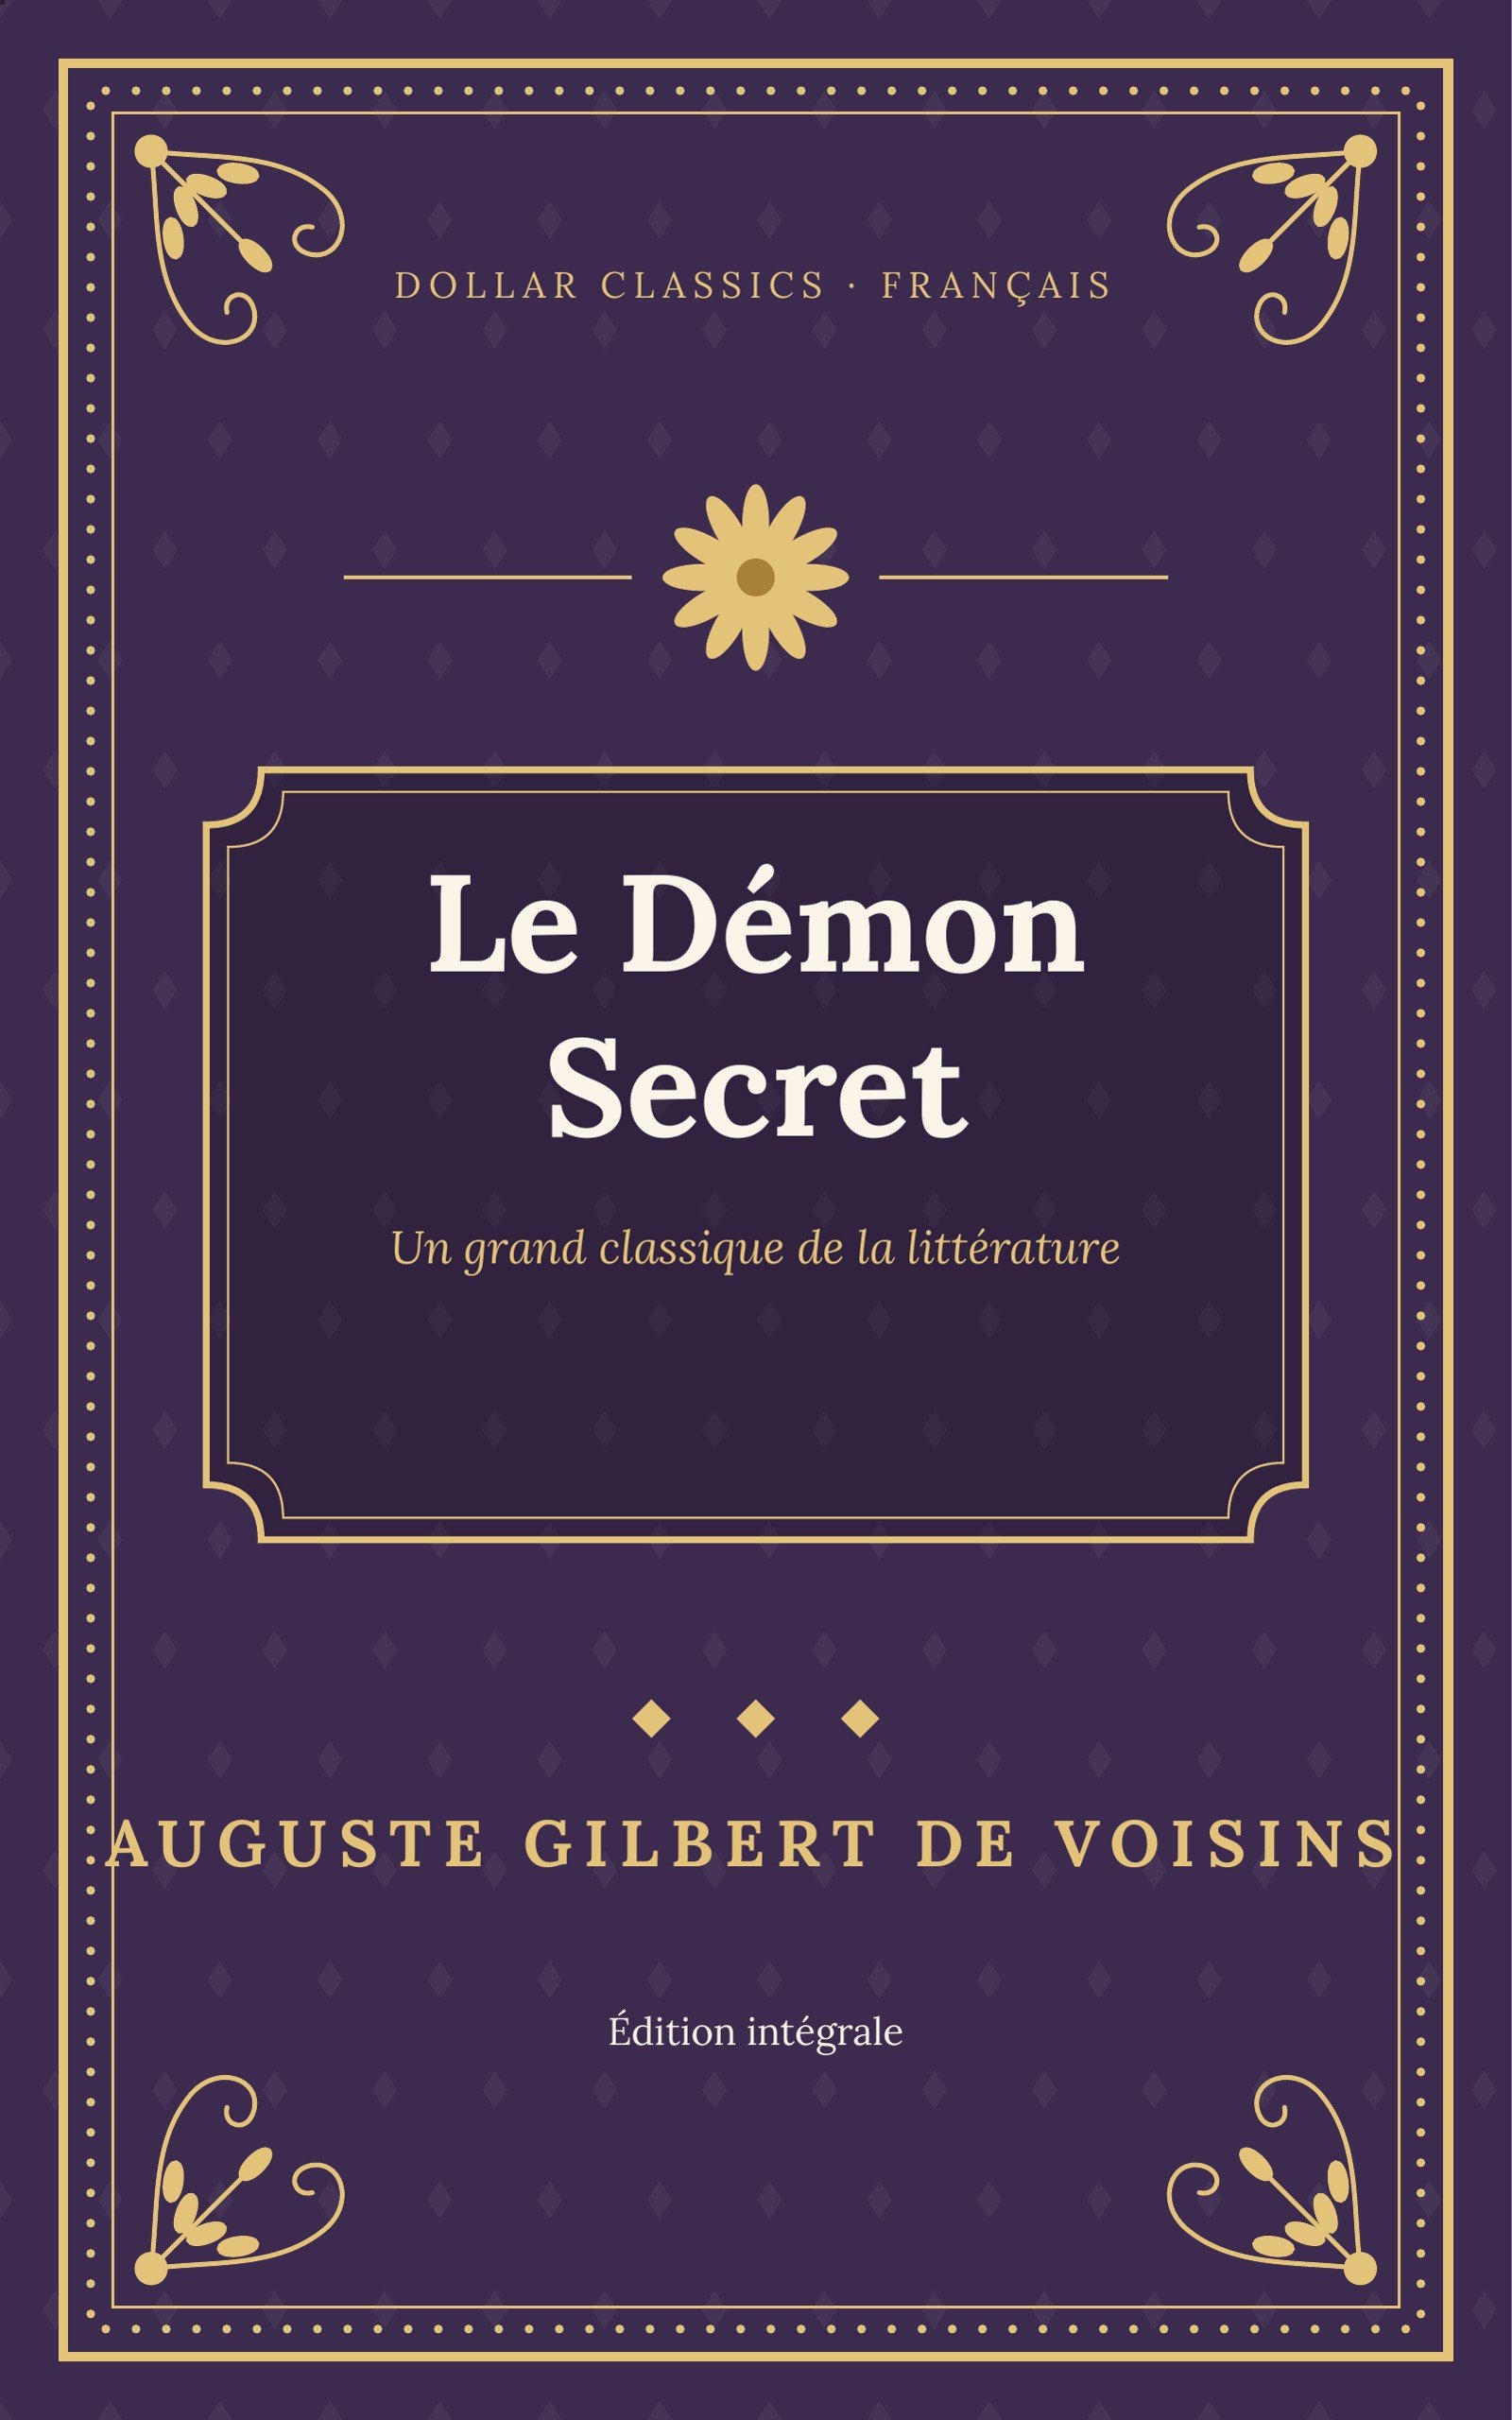 DOLLAR CLASSICS · FRANÇAIS
Le Démon
Secret
Un grand classique de la littérature
AUGUSTE GILBERT DE VOISINS
Édition intégrale